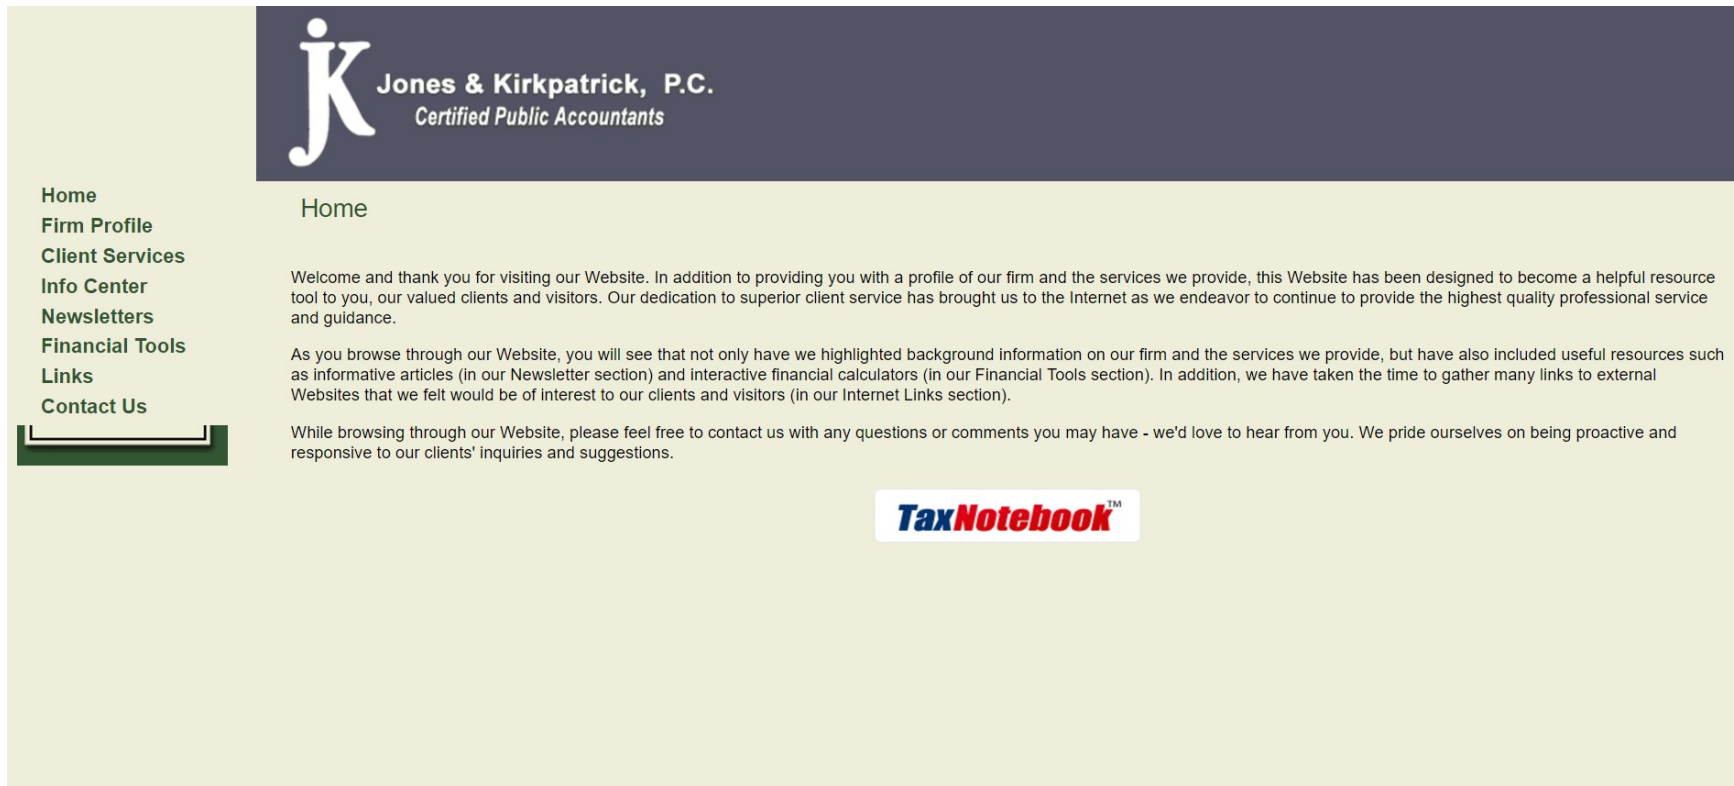 jk
Jones & Kirkpatrick, P.C.
Certified Public Accountants
Home
Firm Profile
Client Services
Info Center
Newsletters
Financial Tools
Links
Contact Us
Home
Welcome and thank you for visiting our Website. In addition to providing you with a profile of our firm and the services we provide, this Website has been designed to become a helpful resource
tool to you, our valued clients and visitors. Our dedication to superior client service has brought us to the Internet as we endeavor to continue to provide the highest quality professional service
and guidance.
As you browse through our Website, you will see that not only have we highlighted background information on our firm and the services we provide, but have also included useful resources such
as informative articles (in our Newsletter section) and interactive financial calculators (in our Financial Tools section). In addition, we have taken the time to gather many links to external
Websites that we felt would be of interest to our clients and visitors (in our Internet Links section).
While browsing through our Website, please feel free to contact us with any questions or comments you may have - we'd love to hear from you. We pride ourselves on being proactive and
responsive to our clients' inquiries and suggestions.
TaxNotebook™